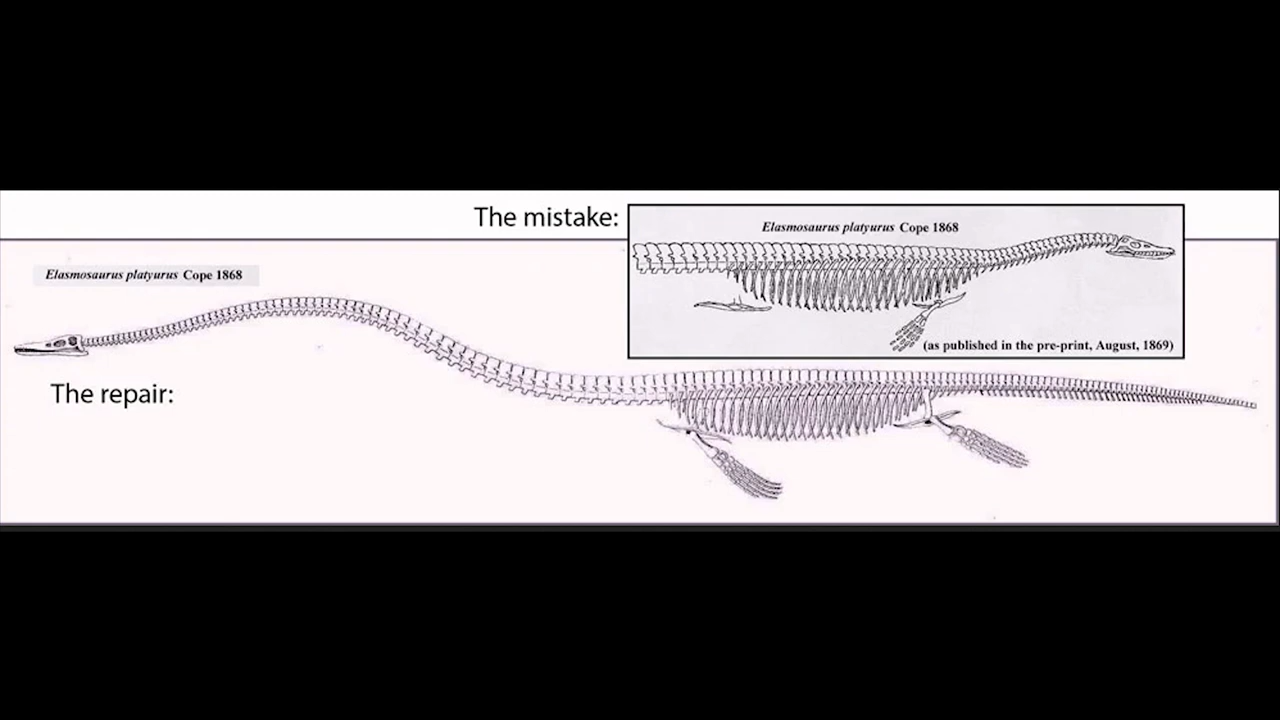 The mistake:
Elasmosaurus platyurus Cope 1868
(as published in the pre-print, August, 1869)
Elasmosaurus platyurus Cope 1868
The repair: